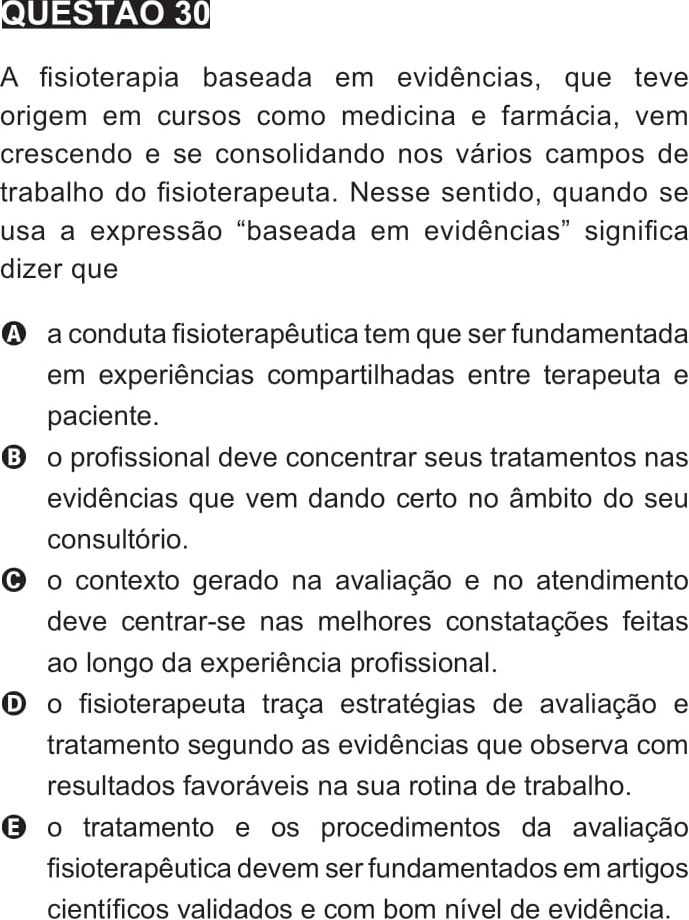 QUESTÃO 30
A fisioterapia baseada em evidências, que teve
origem em cursos como medicina e farmácia, vem
crescendo e se consolidando nos vários campos de
trabalho do fisioterapeuta. Nesse sentido, quando se
usa a expressão “baseada em evidências” significa
dizer que
A a conduta fisioterapêutica tem que ser fundamentada
em experiências compartilhadas entre terapeuta e
paciente.
B o profissional deve concentrar seus tratamentos nas
evidências que vem dando certo no âmbito do seu
consultório.
C o contexto gerado na avaliação e no atendimento
deve centrar-se nas melhores constatações feitas
ao longo da experiência profissional.
D o fisioterapeuta traça estratégias de avaliação e
tratamento segundo as evidências que observa com
resultados favoráveis na sua rotina de trabalho.
E o tratamento e os procedimentos da avaliação
fisioterapêutica devem ser fundamentados em artigos
científicos validados e com bom nível de evidência.